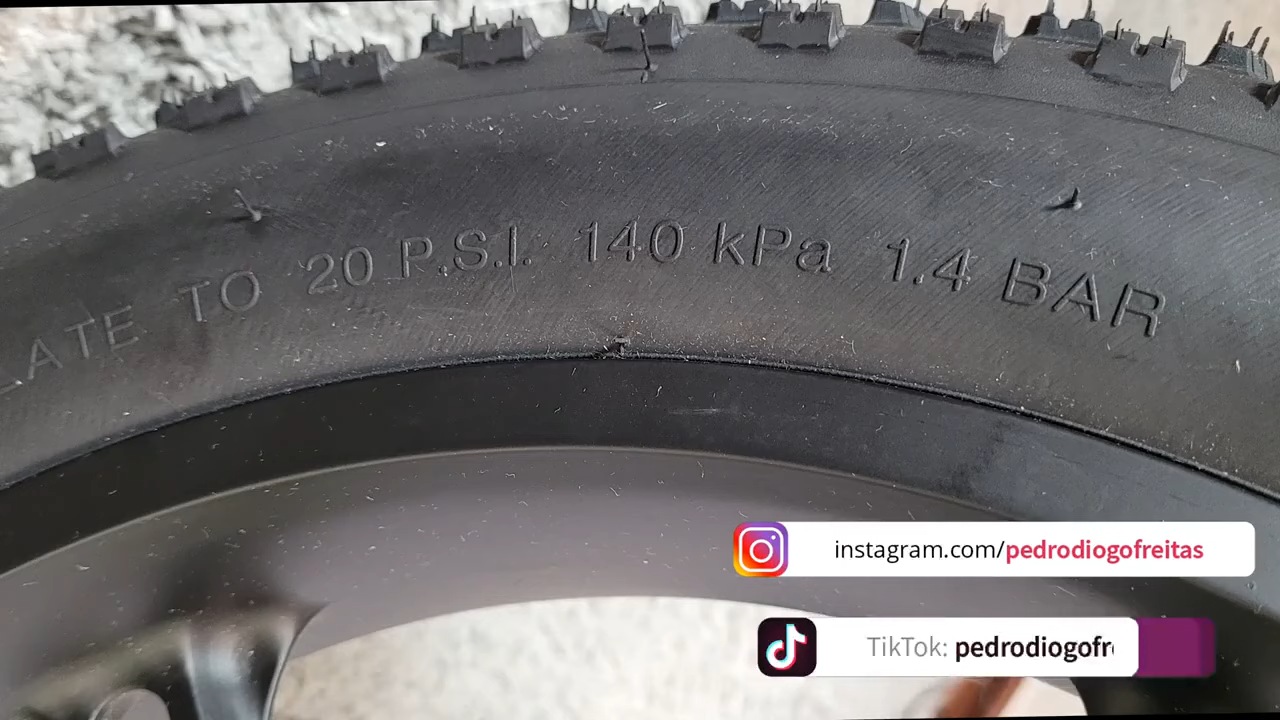 LATE TO 20 P.S.I. 140 kPa 1.4 BAR
instagram.com/pedrodiogofreitas
TikTok: pedrodiogofr